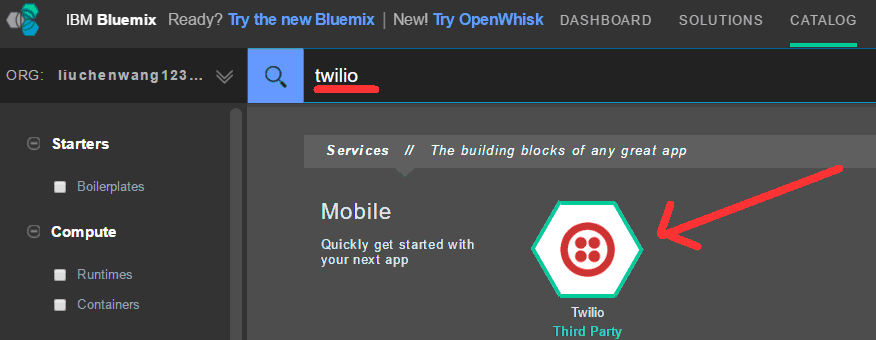 IBM Bluemix Ready? Try the new Bluemix | New! Try OpenWhisk DASHBOARD SOLUTIONS CATALOG
ORG: liuchenwang123...
twilio
Starters
Boilerplates
Compute
Runtimes
Containers
Services // The building blocks of any great app
Mobile
Quickly get started with
your next app
Twilio
Third Party